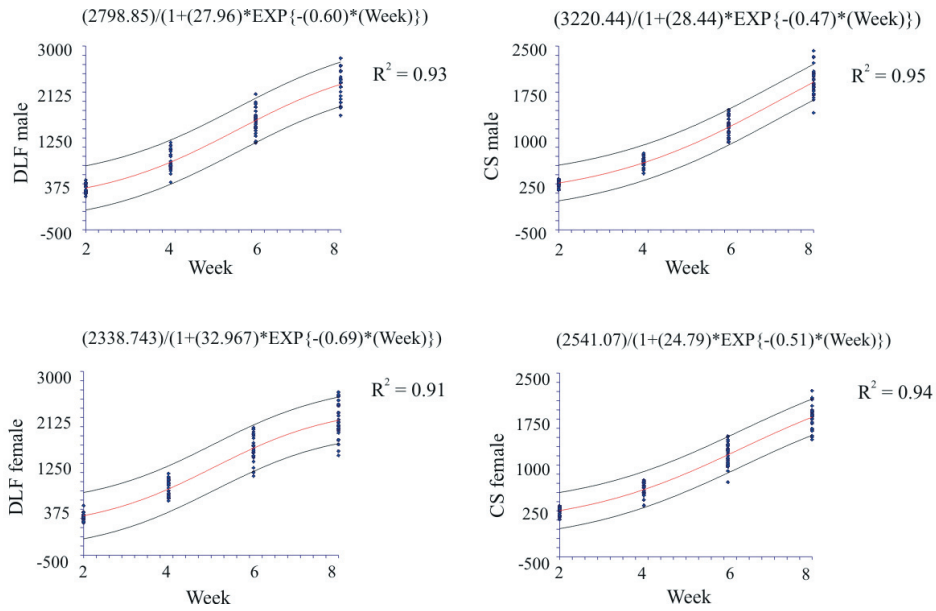 (2798.85)/(1+(27.96)*EXP{-(0.60)*(Week)})
3000
2125
1250
375
-500
DLF male
R² = 0.93
2
4
6
8
Week
(3220.44)/(1+(28.44)*EXP{-(0.47)*(Week)})
2500
1750
1000
250
-500
CS male
R² = 0.95
2
4
6
8
Week
(2338.743)/(1+(32.967)*EXP{-(0.69)*(Week)})
3000
2125
1250
375
-500
DLF female
R² = 0.91
2
4
6
8
Week
(2541.07)/(1+(24.79)*EXP{-(0.51)*(Week)})
2500
1750
1000
250
-500
CS female
R² = 0.94
2
4
6
8
Week